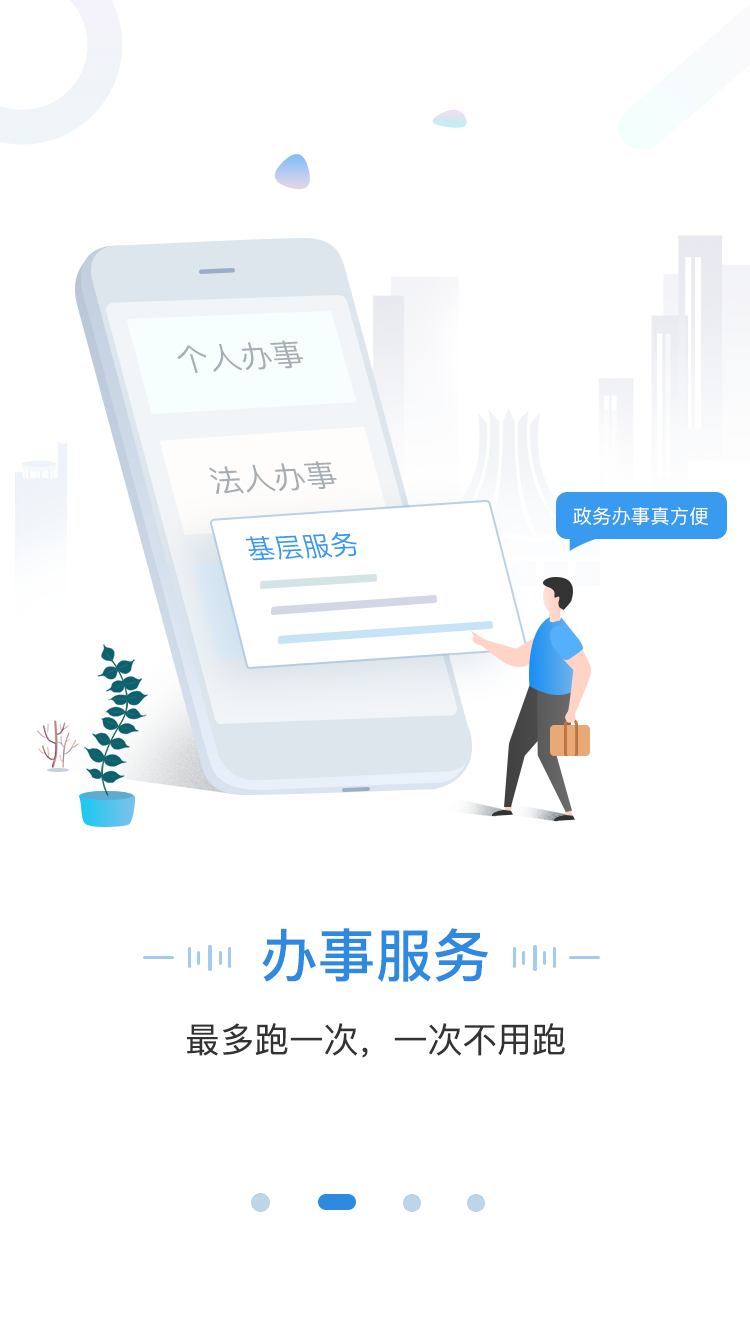 个人办事
法人办事
基层服务
政务办事真方便
办事服务
最多跑一次，一次不用跑